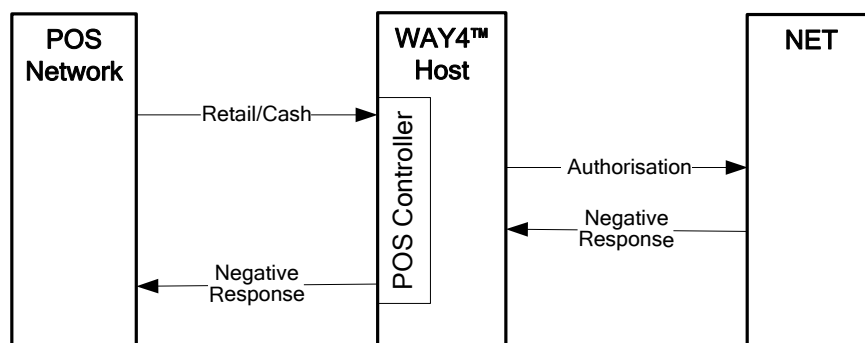 POS
Network
WAY4™
Host
NET
Retail/Cash
POS Controller
Authorisation
Negative
Response
Negative
Response